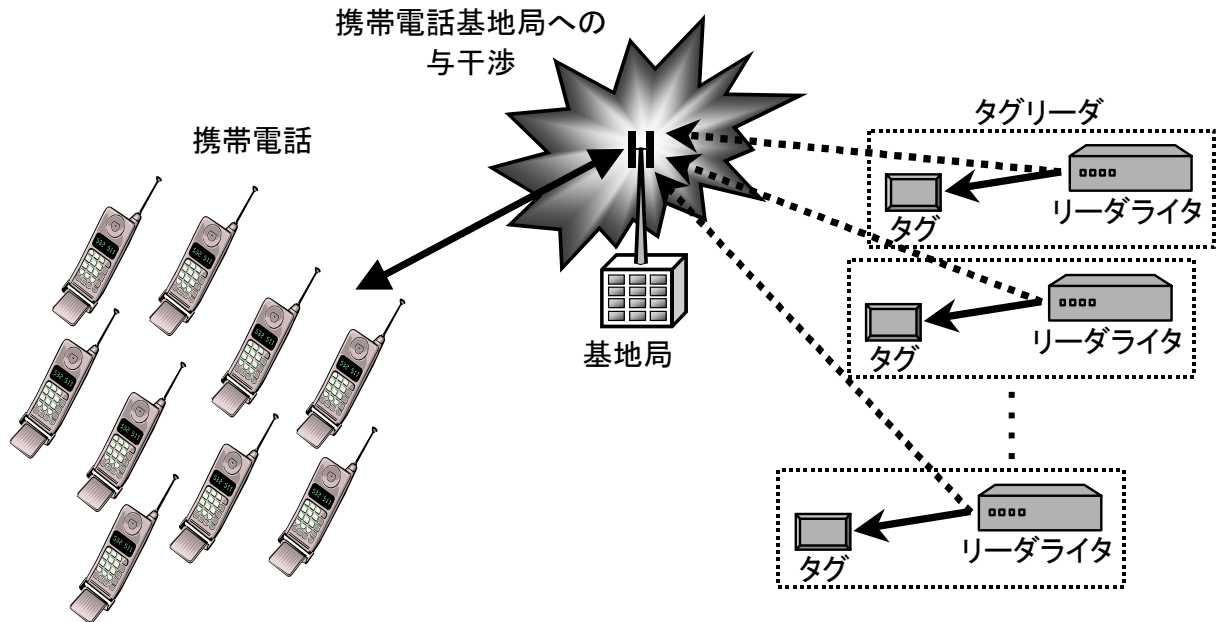 携帯電話基地局への
与干渉
携帯電話
タグリーダ
タグ
リーダライタ
タグ
リーダライタ
基地局
タグ
リーダライタ